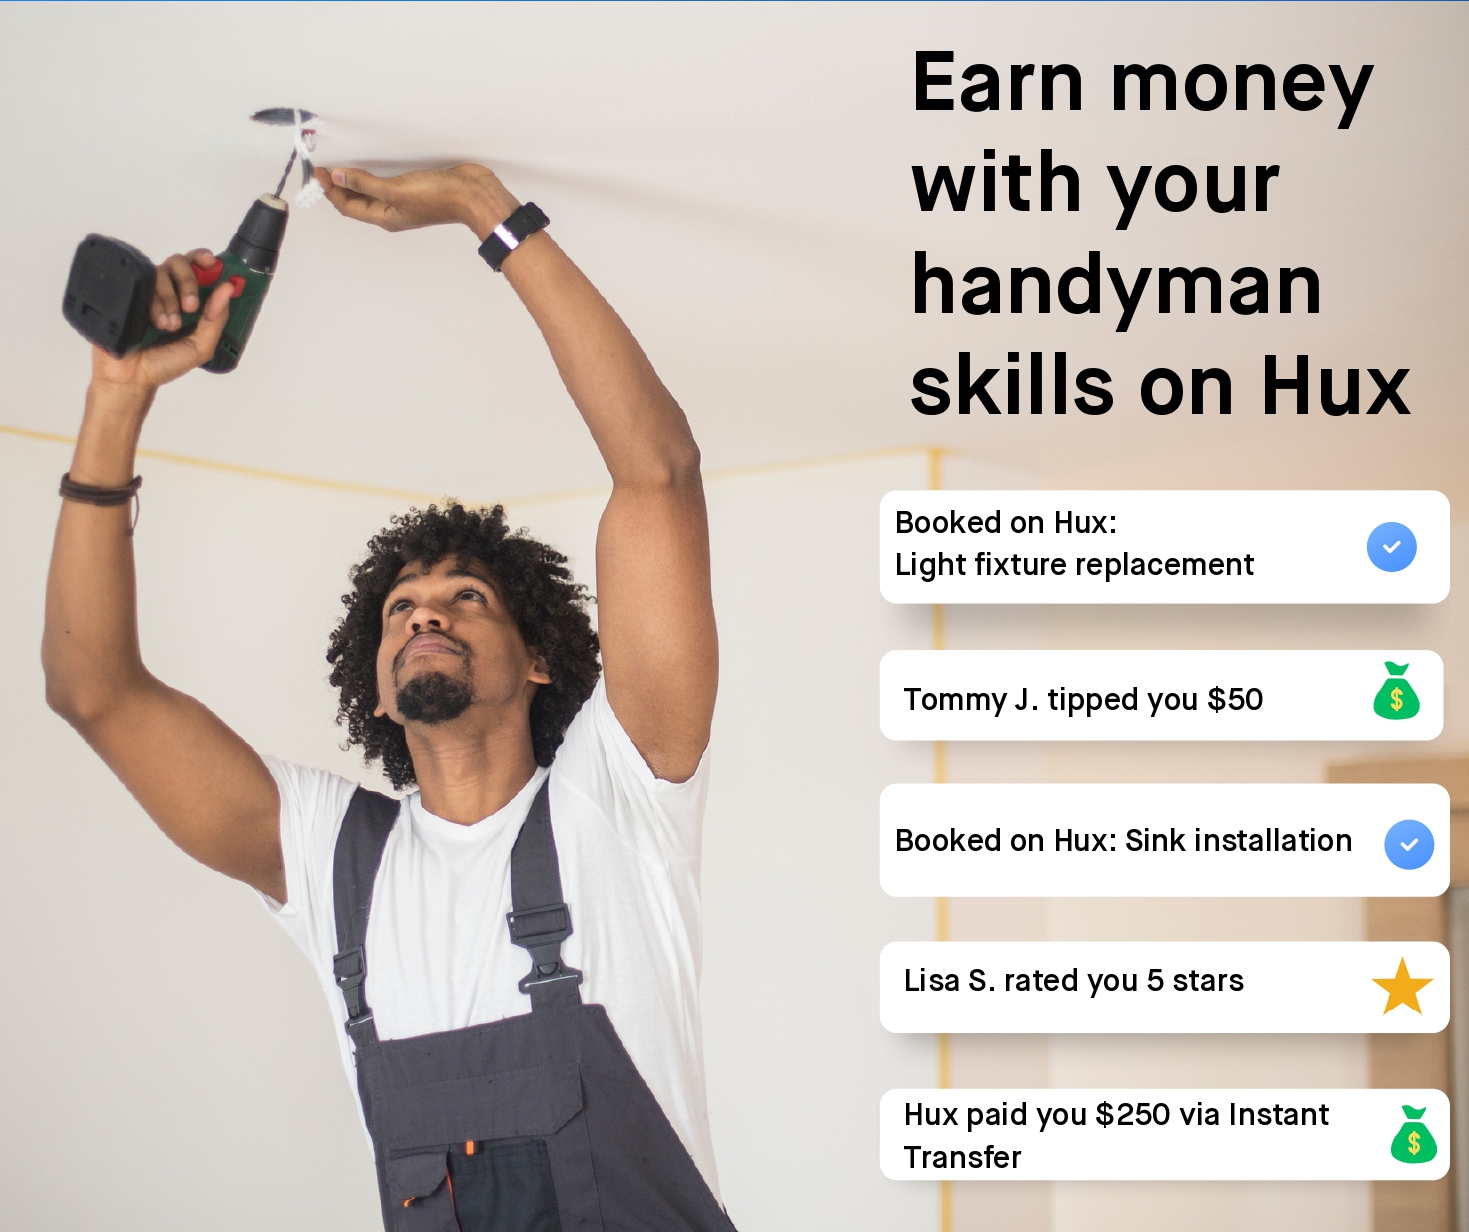 Earn money
with your
handyman
skills on Hux
Booked on Hux:
Light fixture replacement
Tommy J. tipped you $50
$
Booked on Hux: Sink installation
Lisa S. rated you 5 stars
Hux paid you $250 via Instant
Transfer
$